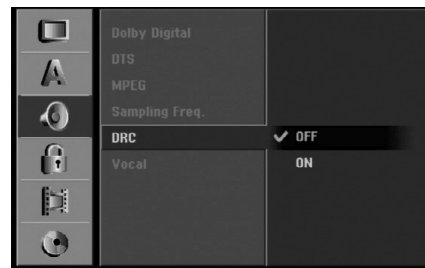 Dolby Digital
DTS
MPEG
Sampling Freq.
DRC OFF
Vocal ON